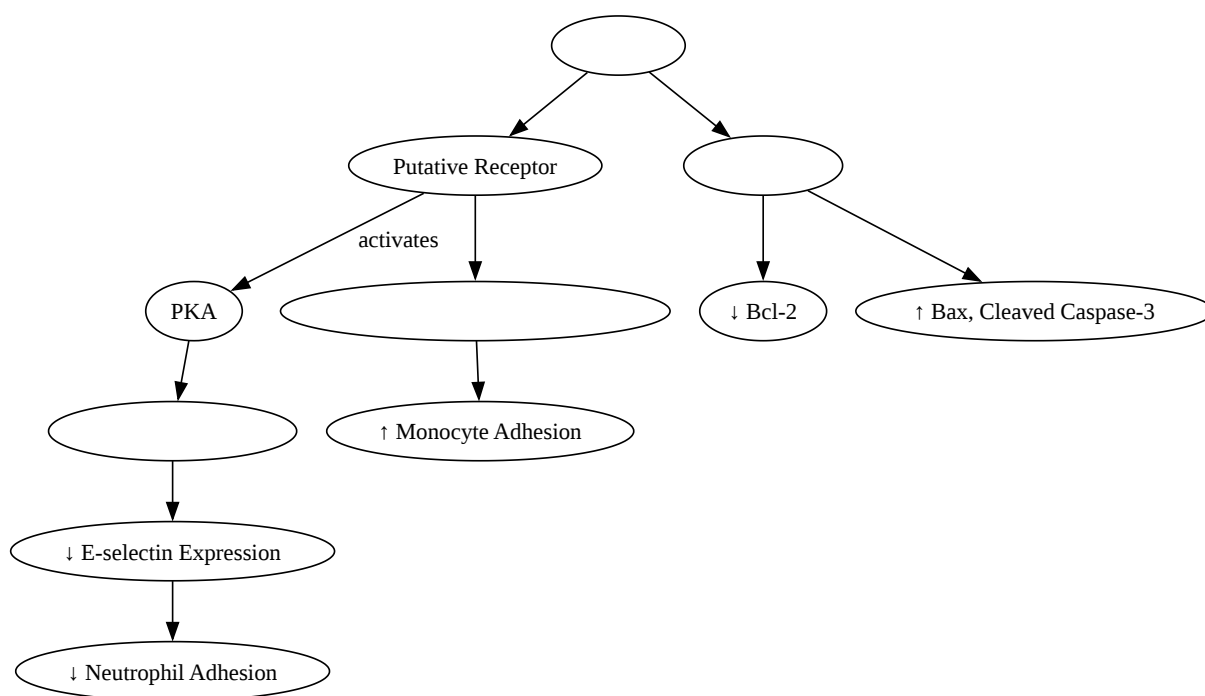 Putative Receptor
activates
PKA
↓ Bcl-2
↑ Bax, Cleaved Caspase-3
↑ Monocyte Adhesion
↓ E-selectin Expression
↓ Neutrophil Adhesion